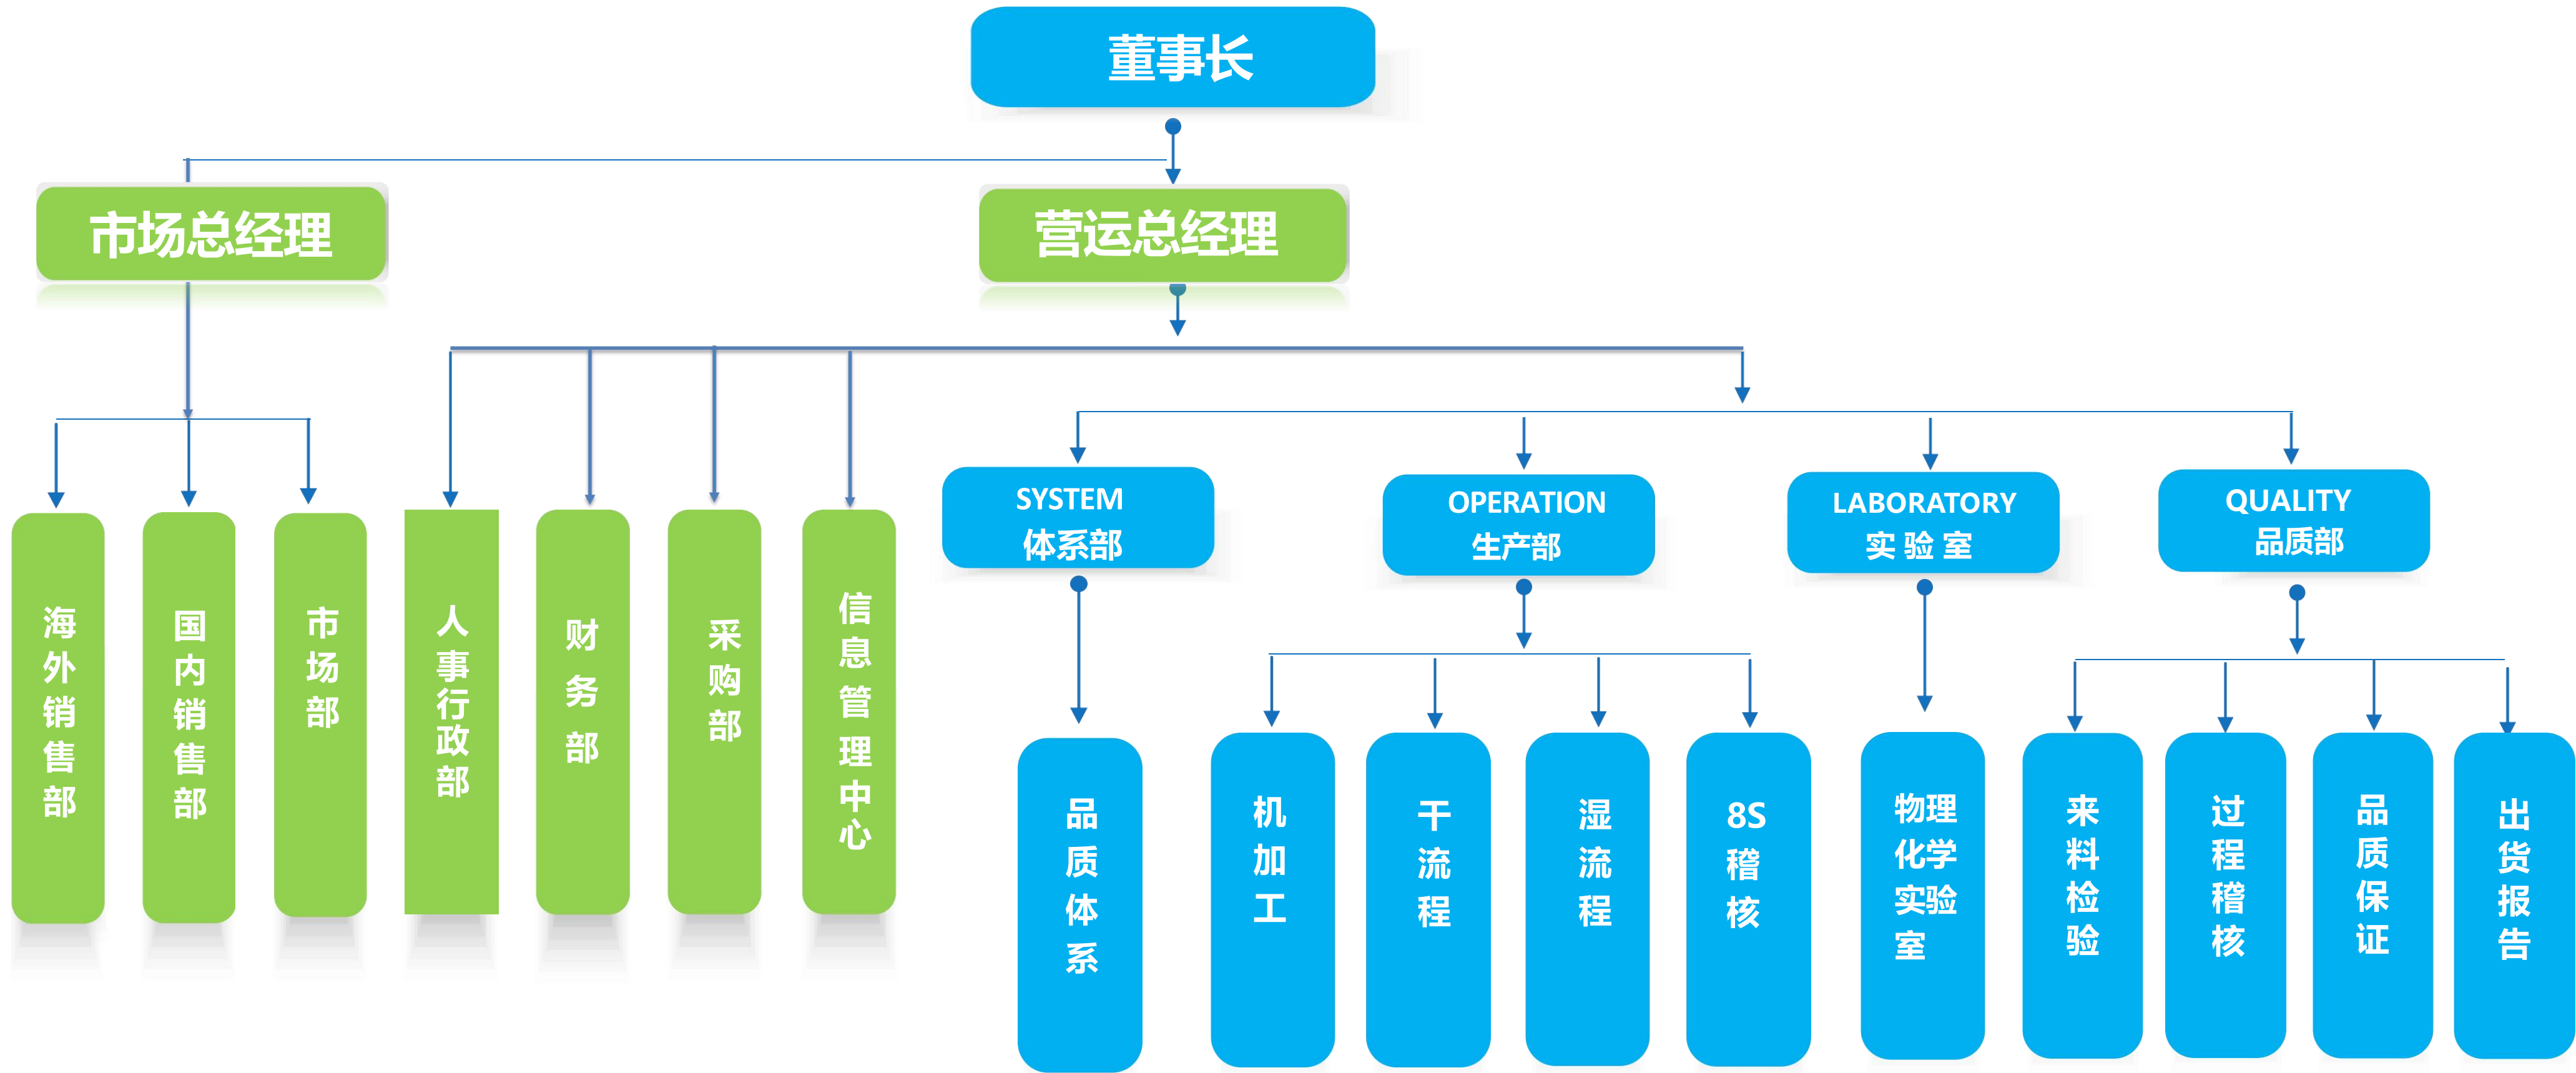 董事长
市场总经理
营运总经理
SYSTEM
体系部
OPERATION
生产部
LABORATORY
实 验 室
QUALITY
品质部
海外销售部
国内销售部
市场部
人事行政部
财务部
采购部
信息管理中心
品质体系
机加工
干流程
湿流程
8S
稽核
物理
化学
实验
室
来料检验
过程稽核
品质保证
出货报告